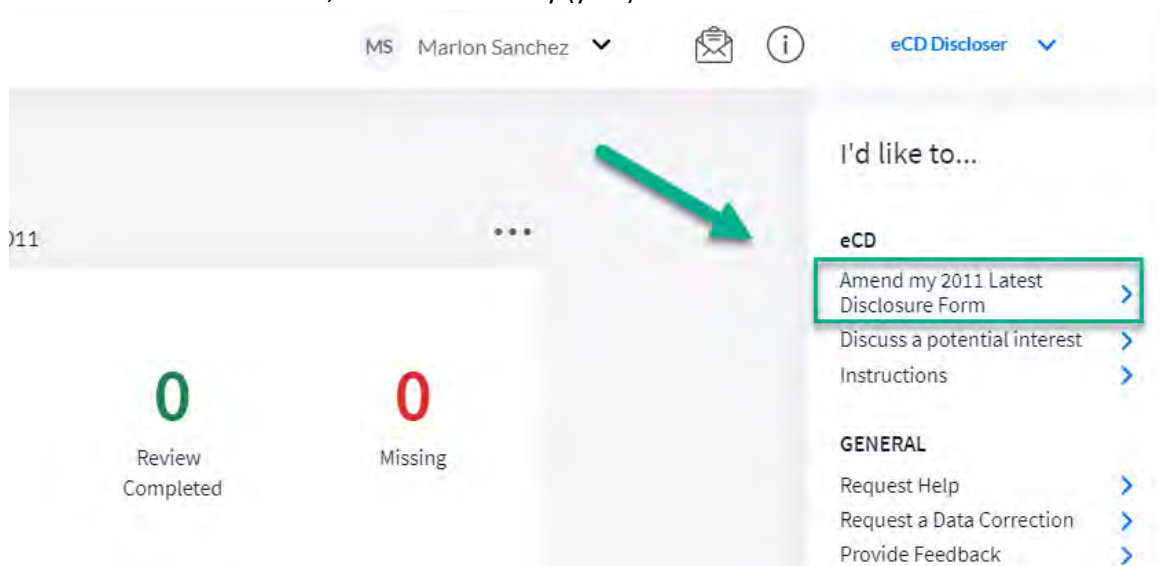 MS Marlon Sanchez
eCD Discloser
I'd like to...
011
eCD
Amend my 2011 Latest
Disclosure Form
Discuss a potential interest
Instructions
0
Review
Completed
0
Missing
GENERAL
Request Help
Request a Data Correction
Provide Feedback